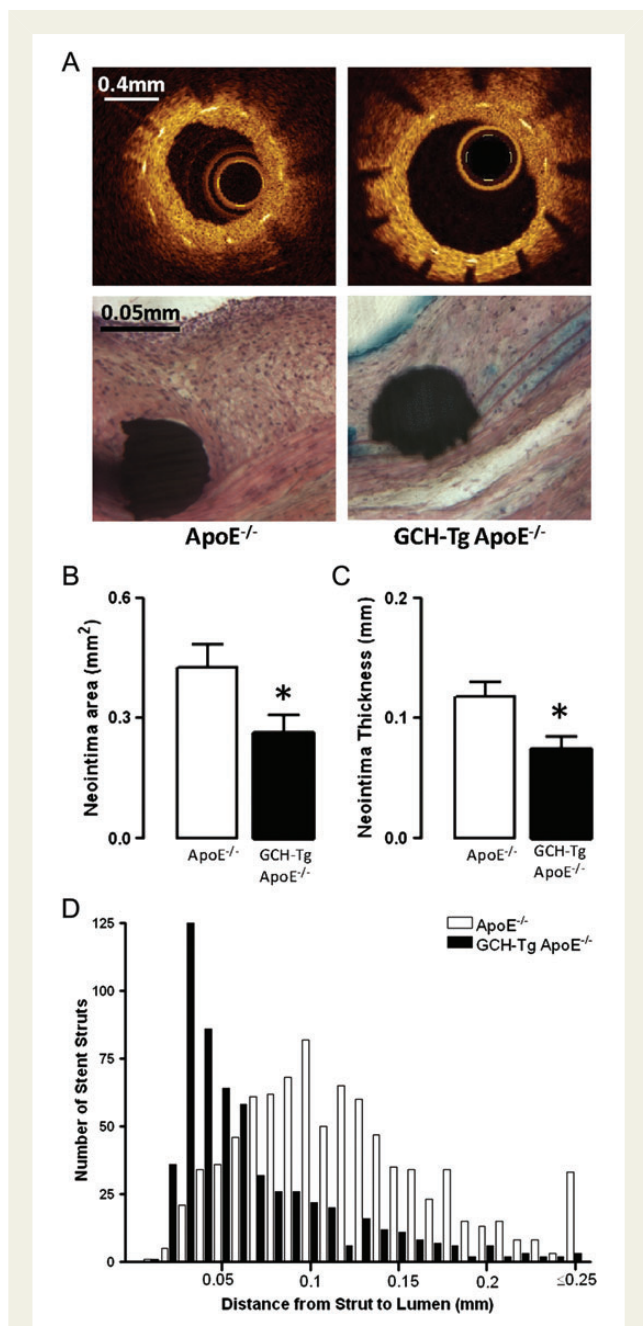 A
0.4mm
0.05mm
ApoE-/-
GCH-Tg ApoE-/-
B
C
0.6
0.3
0.0
Neointima area (mm2)
*
ApoE-/-
GCH-Tg
ApoE-/-
0.2
0.1
0.0
Neointima Thickness (mm)
*
ApoE-/-
GCH-Tg
ApoE-/-
D
ApoE-/-
GCH-Tg ApoE-/-
125
100
75
50
25
0
Number of Stent Struts
0.05
0.1
0.15
0.2
≤0.25
Distance from Strut to Lumen (mm)